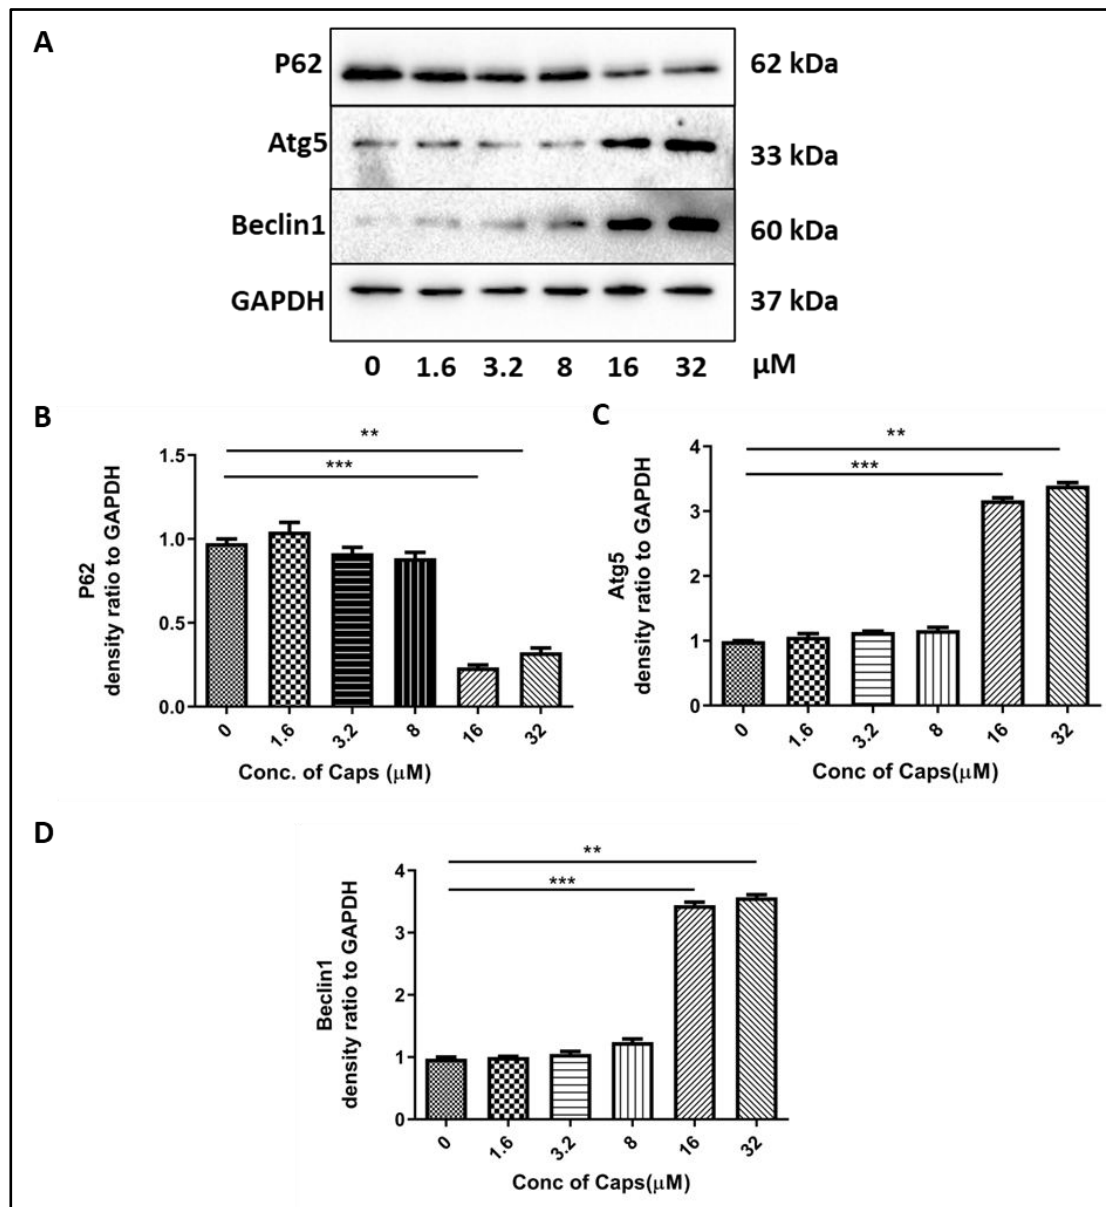 A
P62 62 kDa
Atg5 33 kDa
Beclin1 60 kDa
GAPDH 37 kDa
0 1.6 3.2 8 16 32 μM
B
P62
density ratio to GAPDH
1.5
1.0
0.5
0.0
**
***
0 1.6 3.2 8 16 32
Conc. of Caps (μM)
C
Atg5
density ratio to GAPDH
4
3
2
1
0
**
***
0 1.6 3.2 8 16 32
Conc of Caps(μM)
D
Beclin1
density ratio to GAPDH
4
3
2
1
0
**
***
0 1.6 3.2 8 16 32
Conc of Caps(μM)